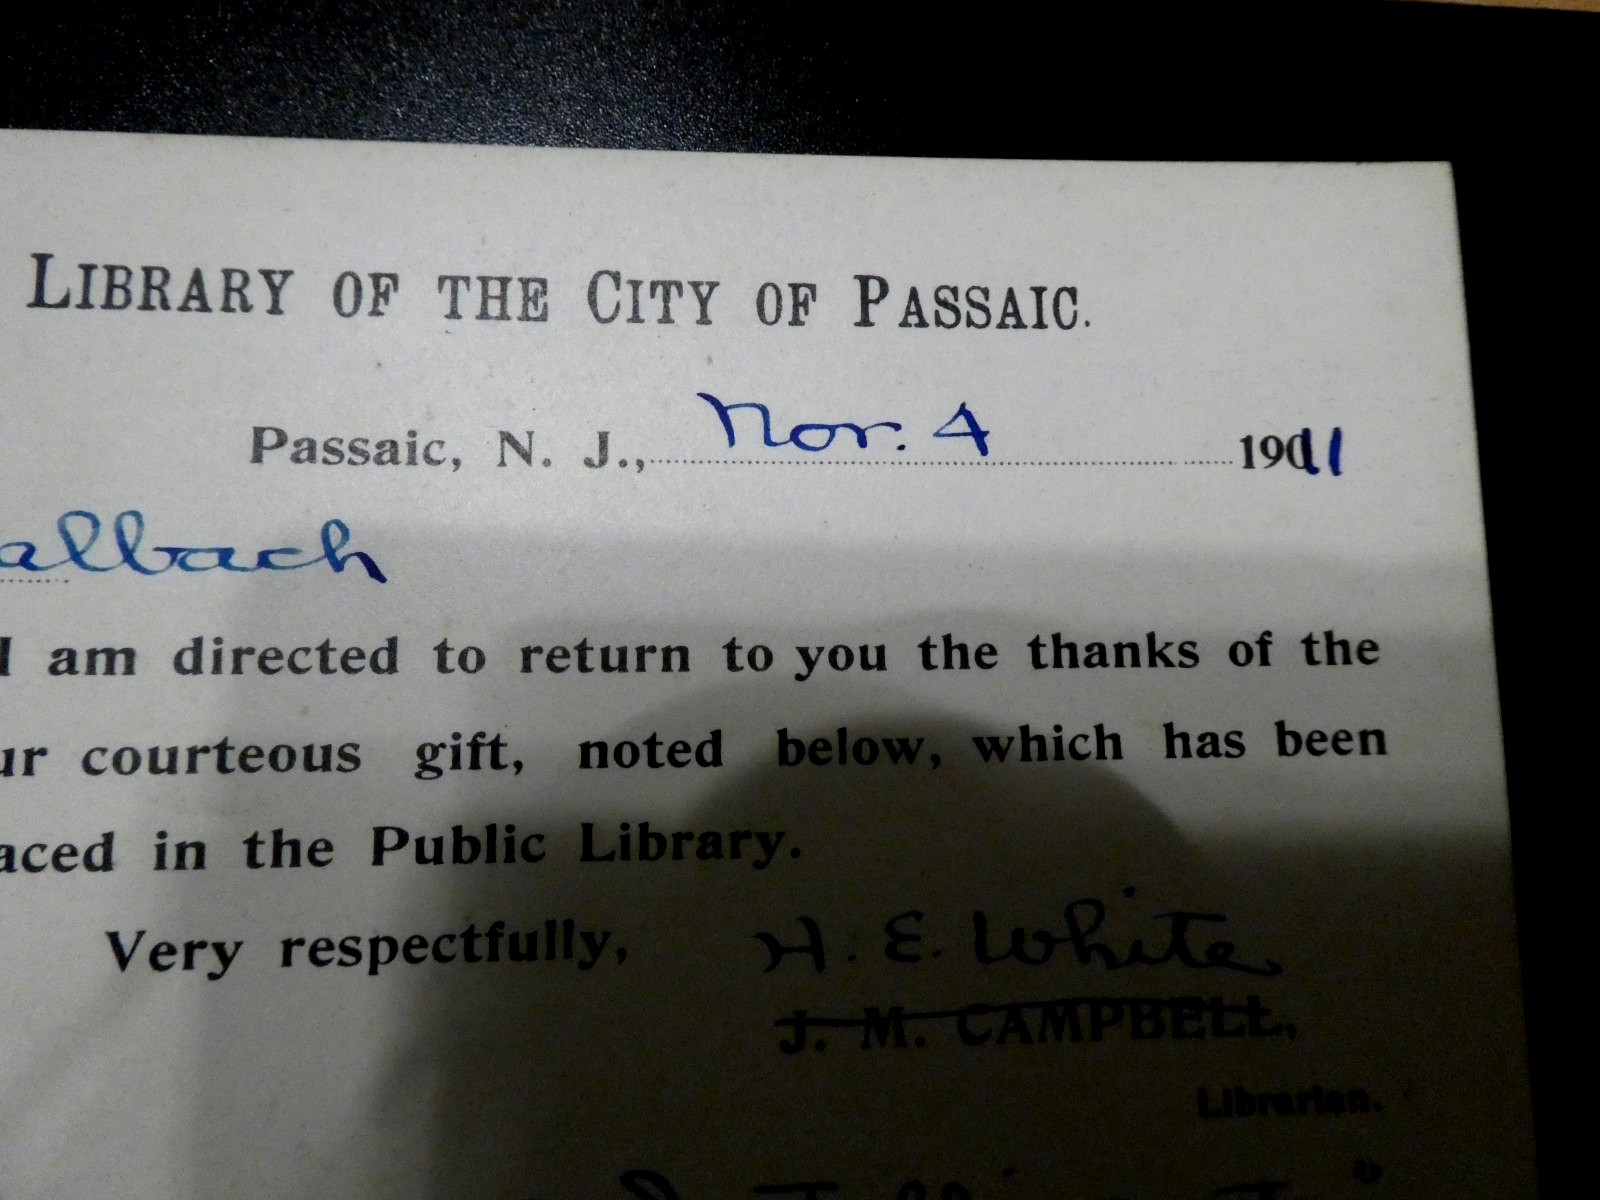 LIBRARY OF THE CITY OF PASSAIC.
Passaic, N. J., Nov. 4 1911
albach
I am directed to return to you the thanks of the
ur courteous gift, noted below, which has been
aced in the Public Library.
Very respectfully, H. E. White
J. M. CAMPBELL,
Librarian.